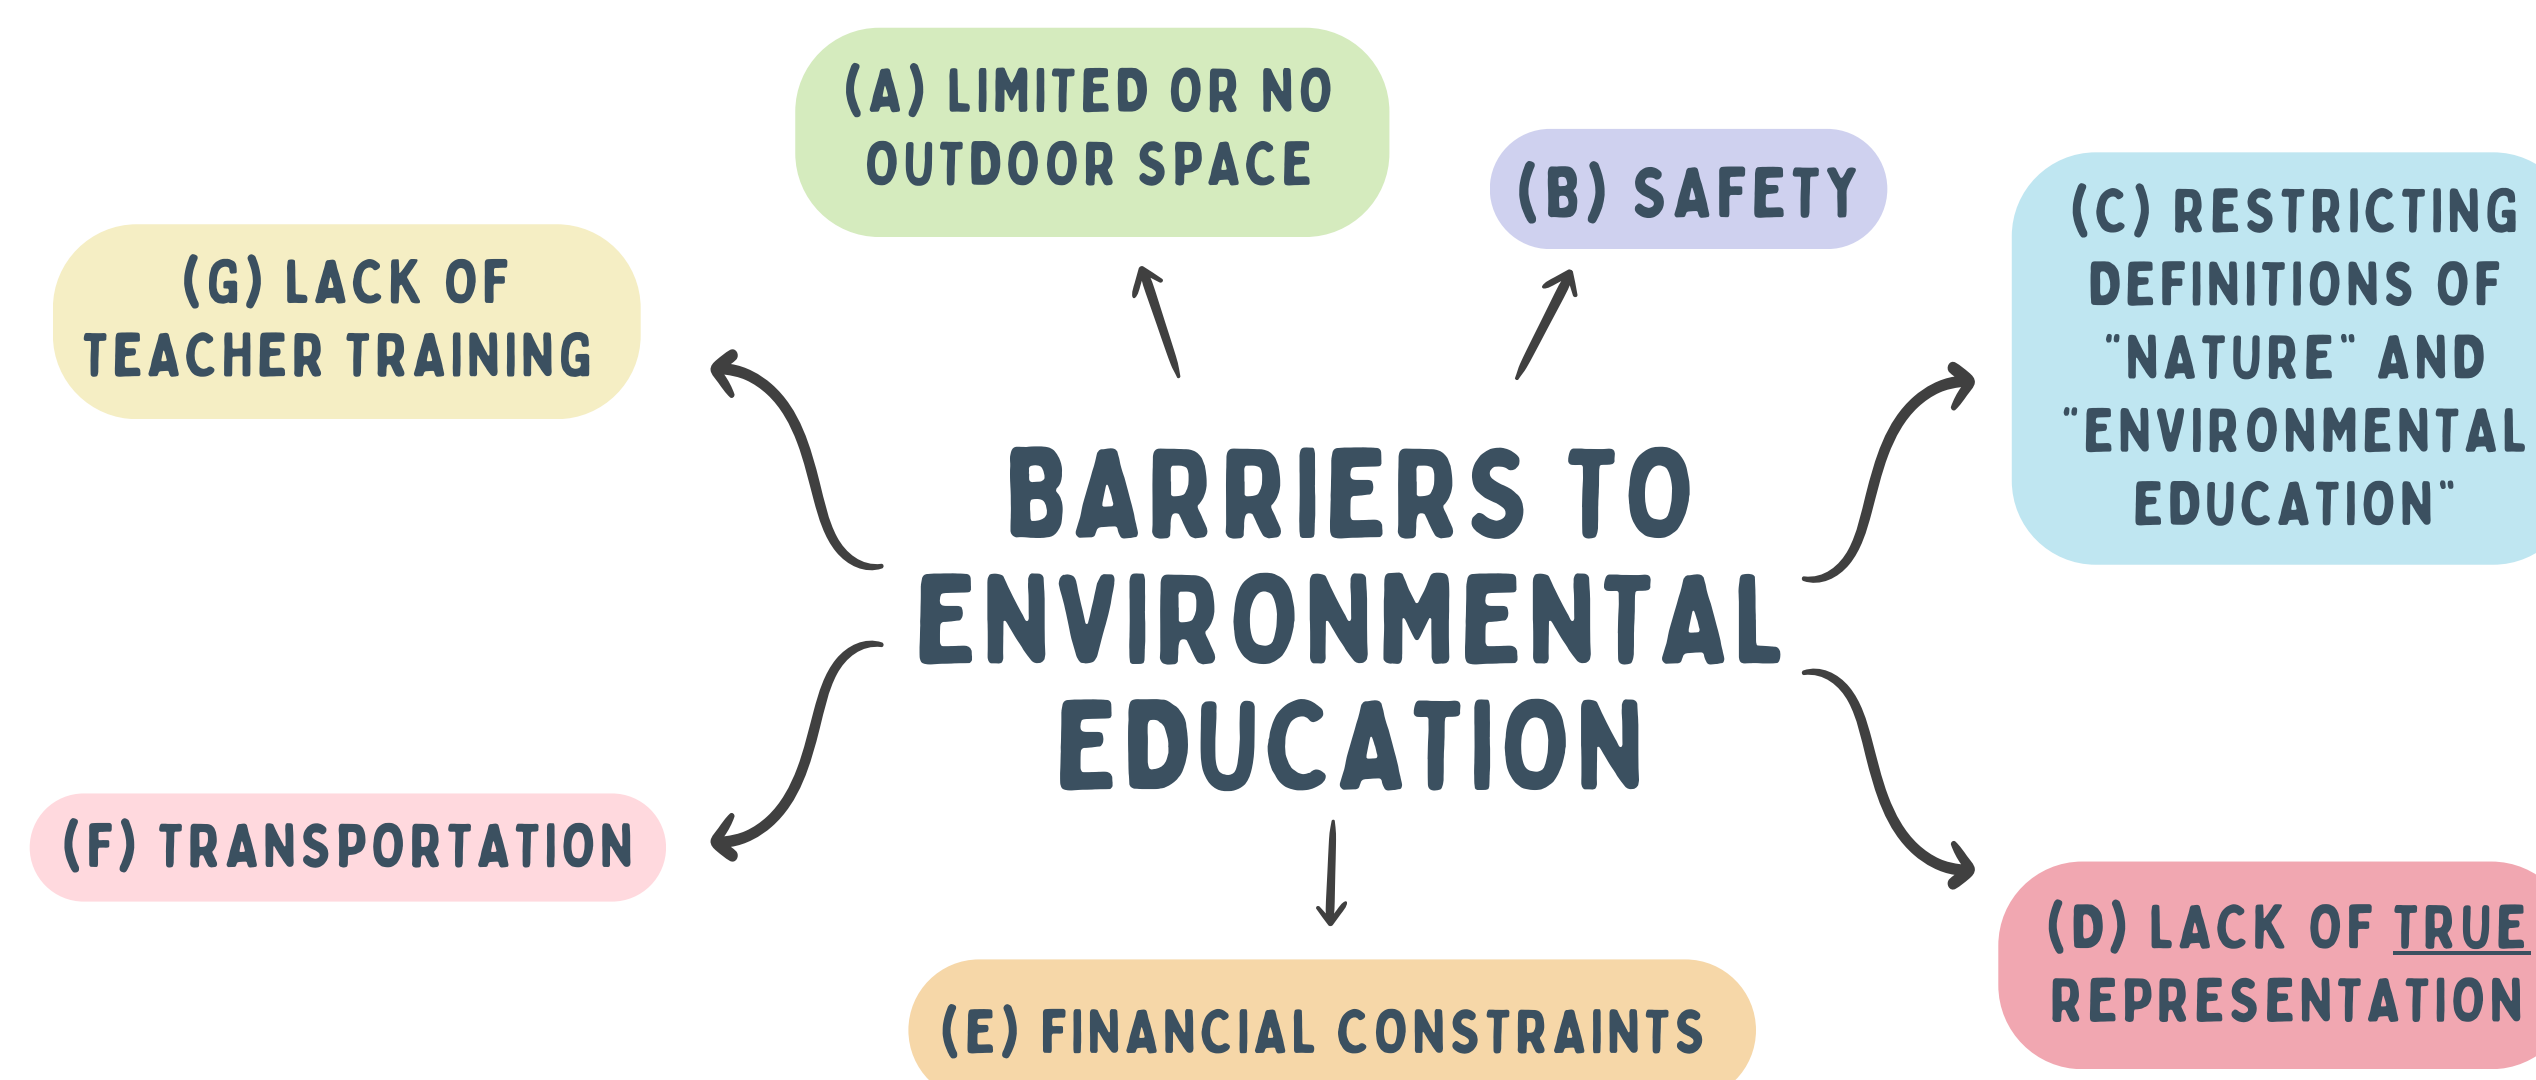 (A) LIMITED OR NO
OUTDOOR SPACE
(B) SAFETY
(C) RESTRICTING
DEFINITIONS OF
"NATURE" AND
"ENVIRONMENTAL
EDUCATION"
(G) LACK OF
TEACHER TRAINING
BARRIERS TO
ENVIRONMENTAL
EDUCATION
(F) TRANSPORTATION
(D) LACK OF TRUE
REPRESENTATION
(E) FINANCIAL CONSTRAINTS